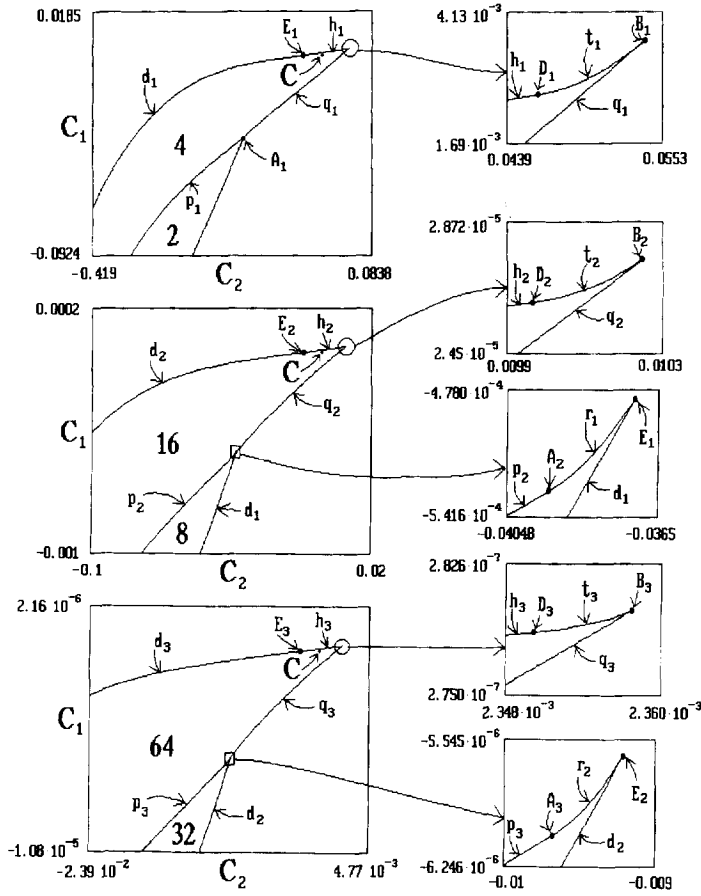 0.0185
E₁ h₁
d₁
C
C₁
4
q₁
A₁
p₁
2
-0.0924
-0.419 C₂ 0.0838
4.13·10⁻³
B₁
t₁
h₁ D₁
q₁
1.69·10⁻³
0.0439 0.0553
0.0002
E₂ h₂
d₂
C
q₂
C₁
16
p₂
d₁
8
-0.001
-0.1 C₂ 0.02
2.872·10⁻⁵
B₂
t₂
h₂ D₂
q₂
2.45·10⁻⁵
0.0099 0.0103
-4.780·10⁻⁴
r₁
E₁
A₂
p₂
d₁
-5.416·10⁻⁴
-0.04048 -0.0365
2.16·10⁻⁶
E₃ h₃
d₃
C
q₃
C₁
64
p₃
d₂
32
-1.08·10⁻⁵
-2.39·10⁻² C₂ 4.77·10⁻³
2.826·10⁻⁷
B₃
t₃
h₃ D₃
q₃
2.750·10⁻⁷
2.348·10⁻³ 2.360·10⁻³
-5.545·10⁻⁶
r₂
E₂
A₃
p₃
d₂
-6.246·10⁻⁶
-0.01 -0.009